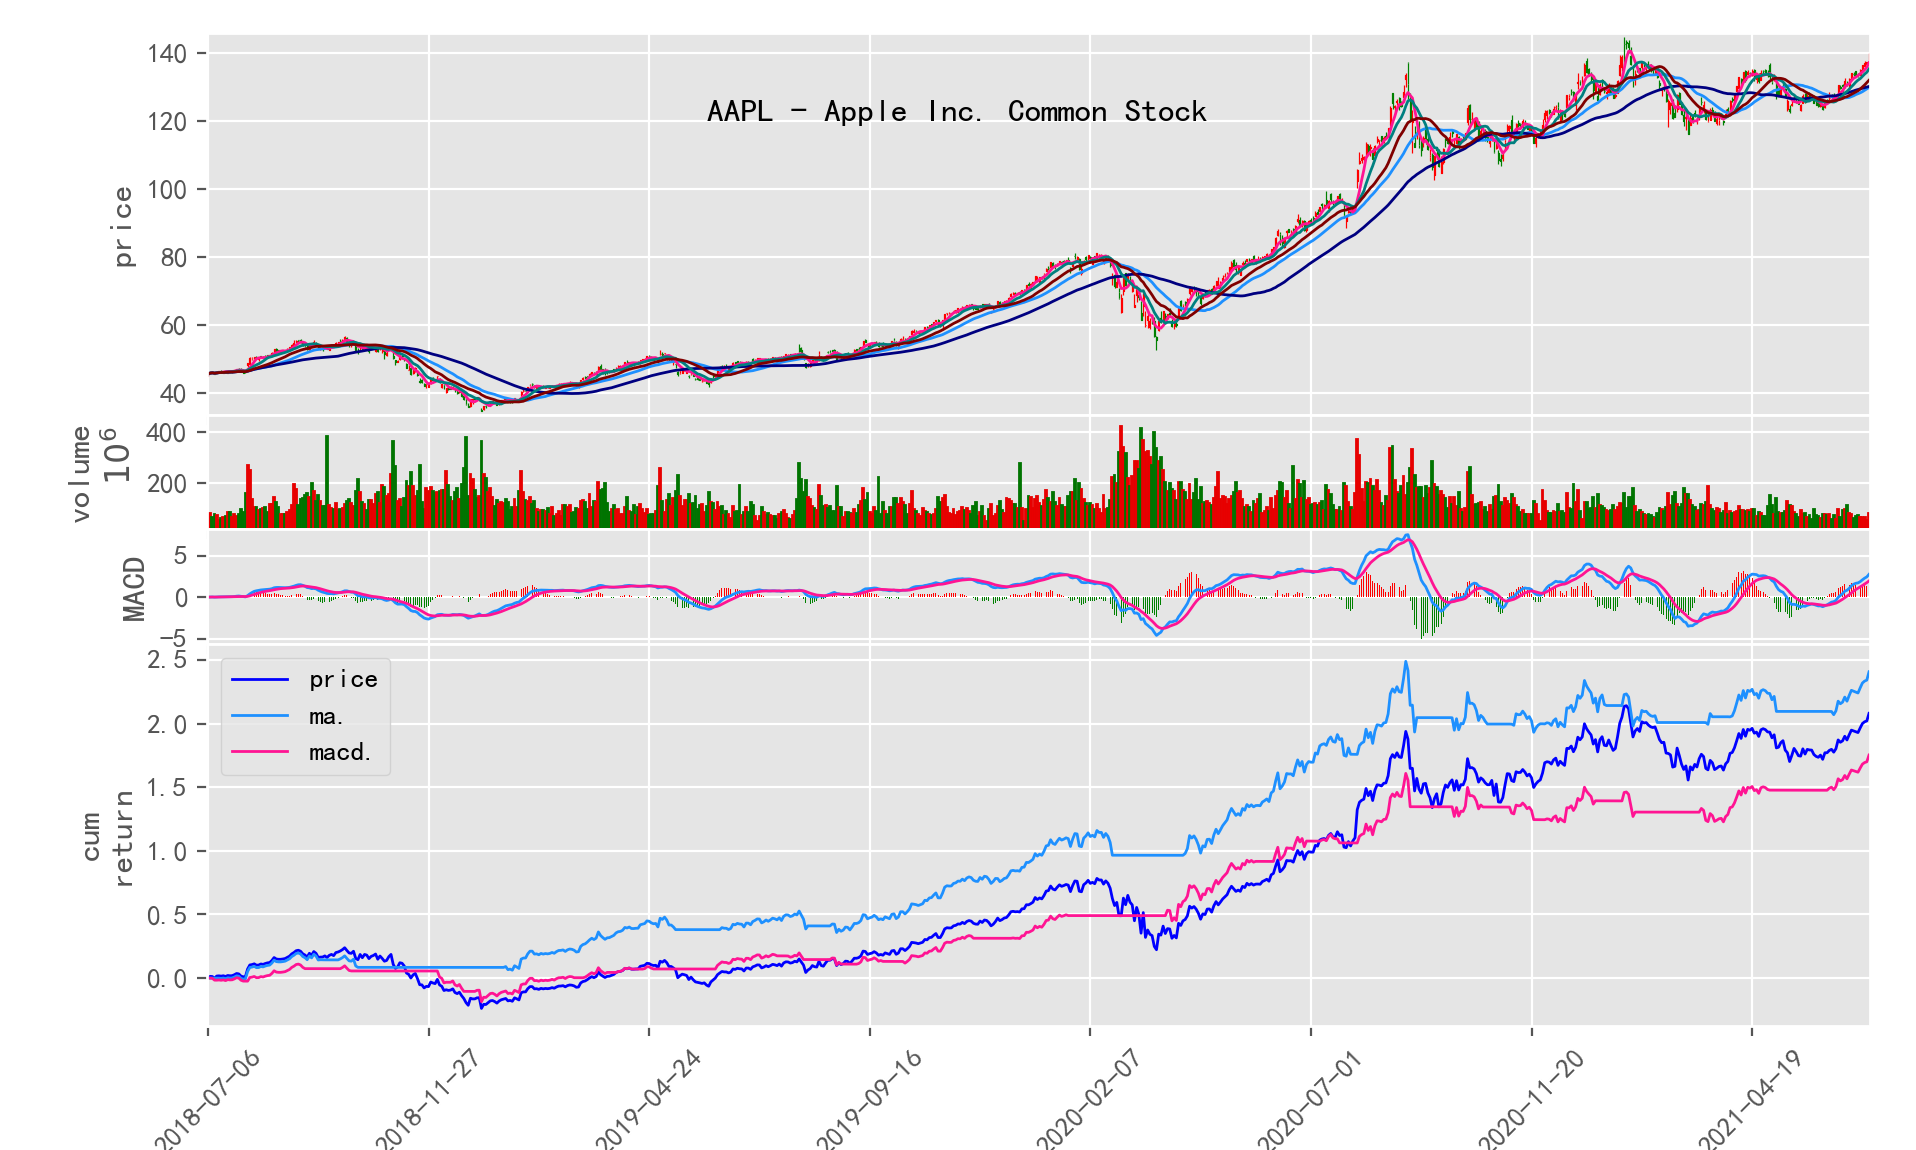 AAPL - Apple Inc. Common Stock
price
140
120
100
80
60
40
volume
10⁶
400
200
MACD
5
0
-5
cum
return
2.5
2.0
1.5
1.0
0.5
0.0
price
ma.
macd.
2018-07-06
2018-11-27
2019-04-24
2019-09-16
2020-02-07
2020-07-01
2020-11-20
2021-04-19